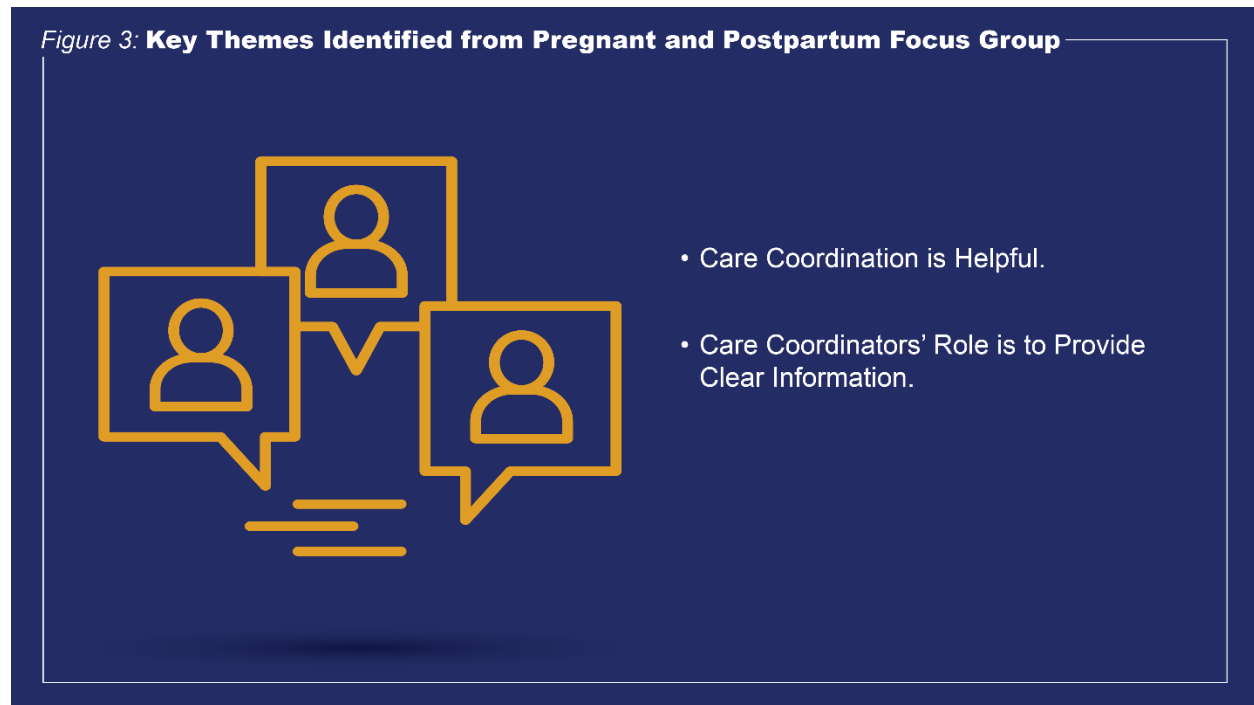 Figure 3: Key Themes Identified from Pregnant and Postpartum Focus Group
• Care Coordination is Helpful.
• Care Coordinators’ Role is to Provide
Clear Information.